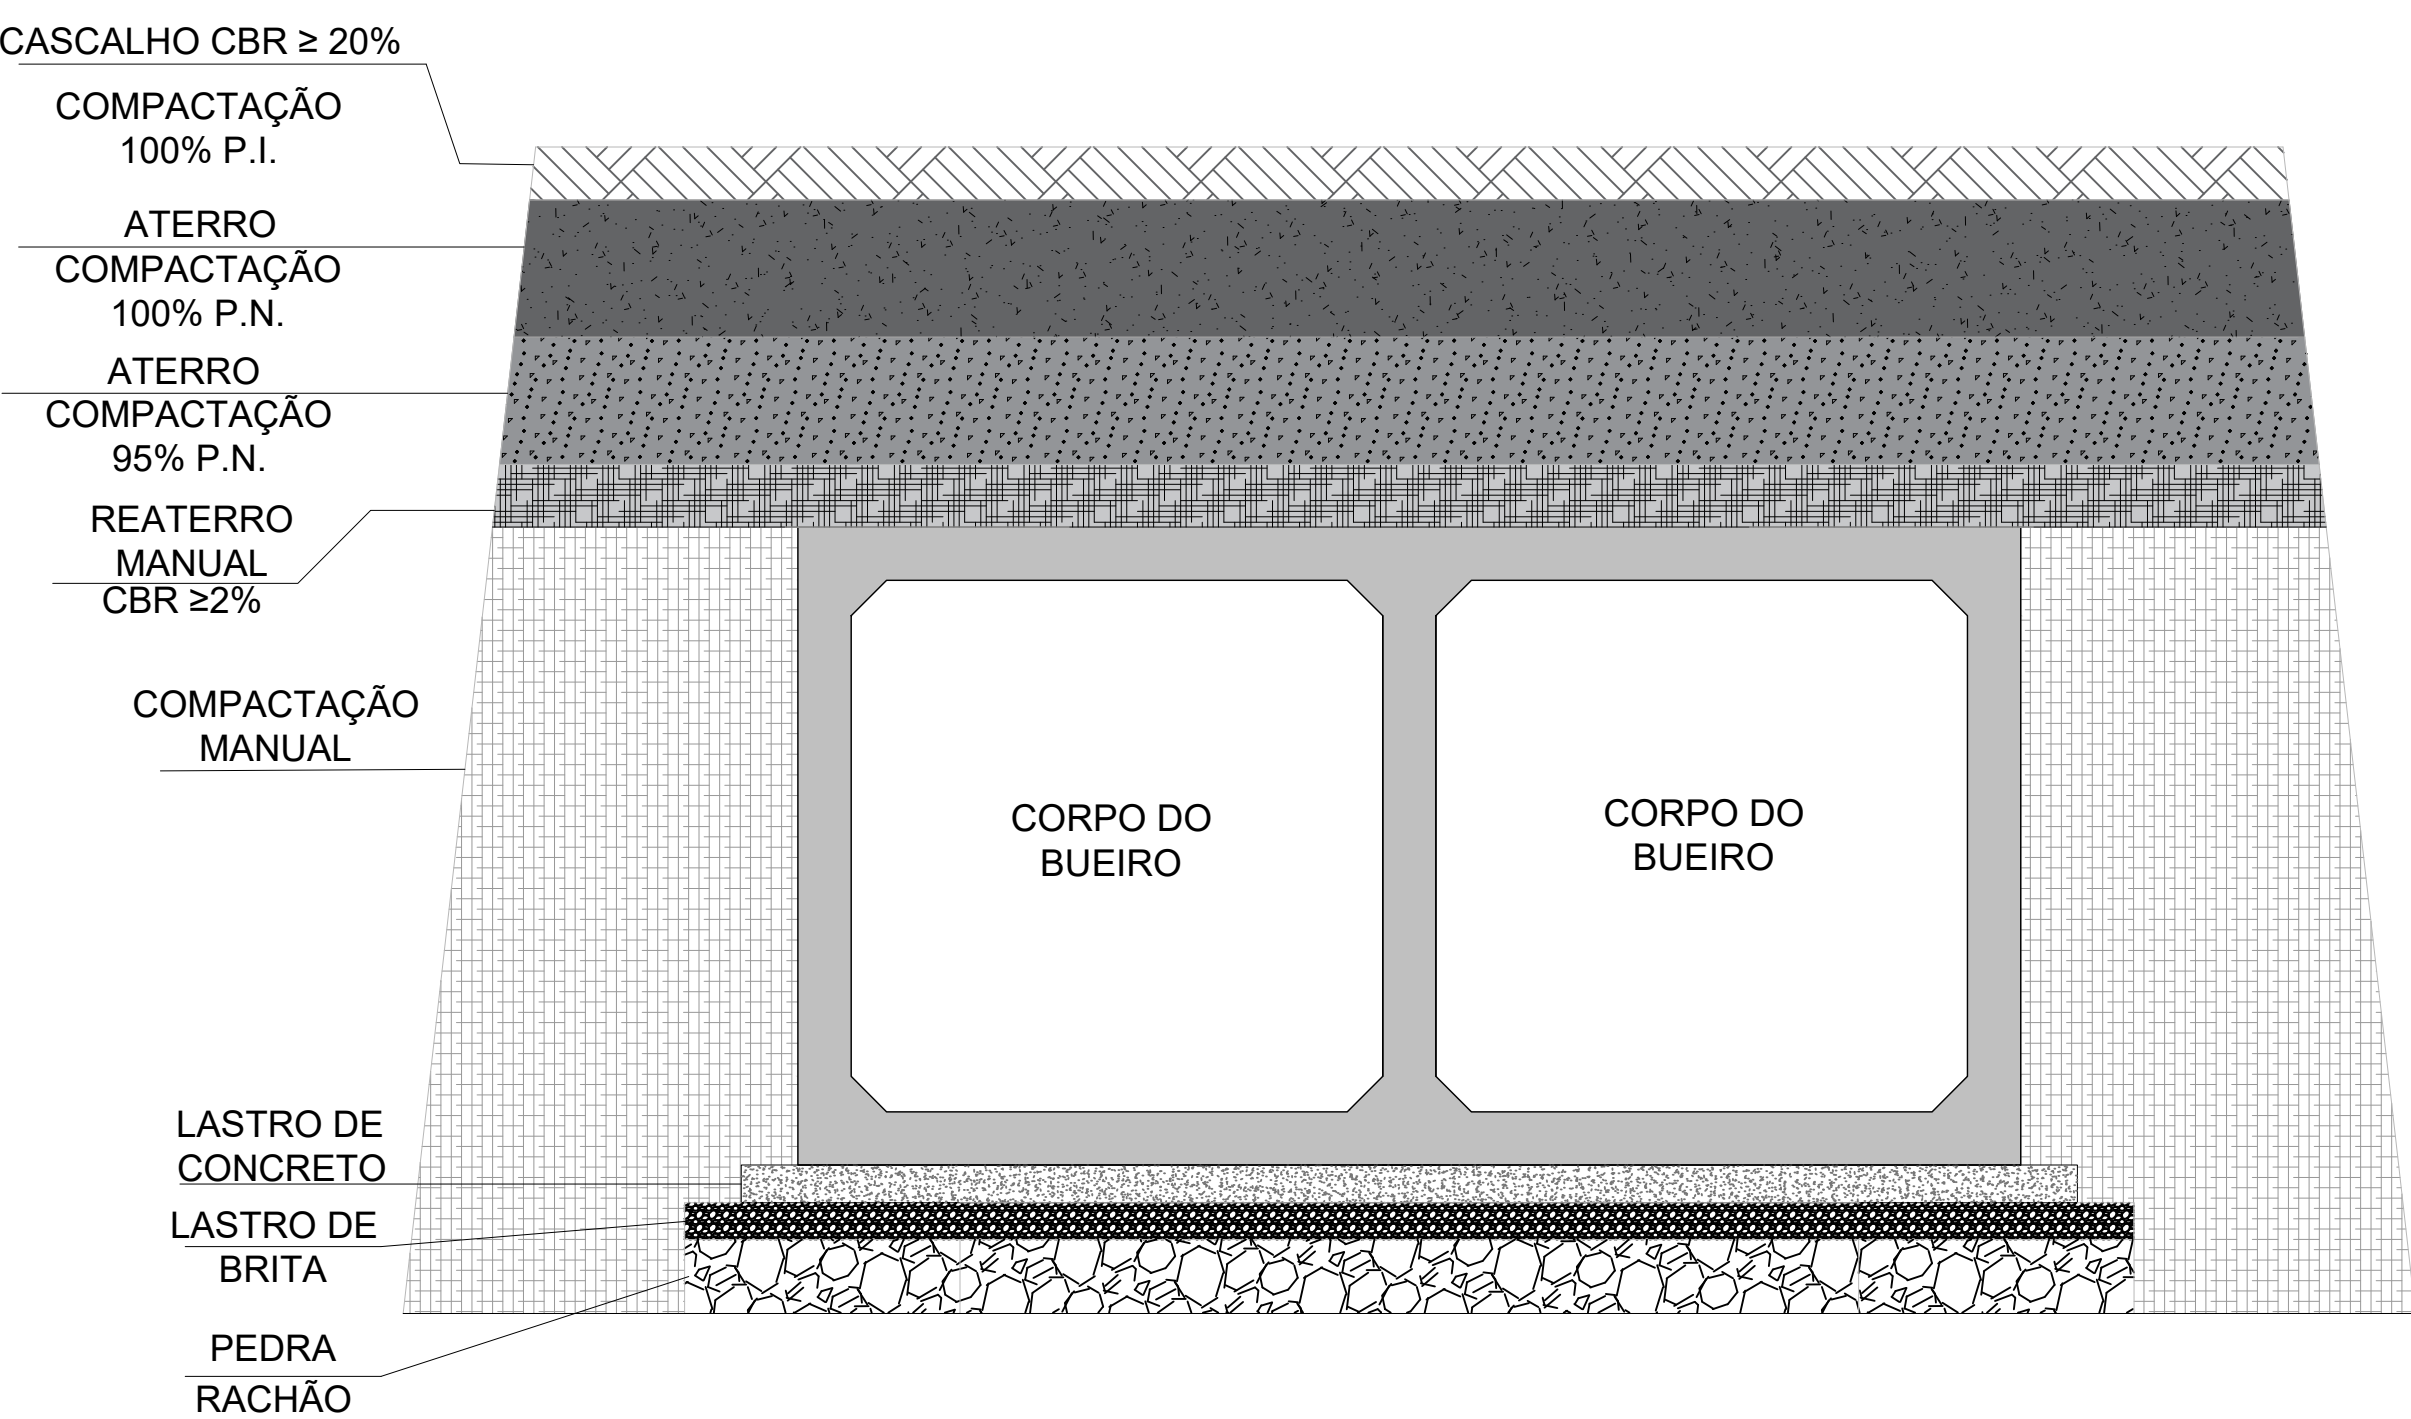 CASCALHO CBR ≥ 20%
COMPACTAÇÃO
100% P.I.
ATERRO
COMPACTAÇÃO
100% P.N.
ATERRO
COMPACTAÇÃO
95% P.N.
REATERRO
MANUAL
CBR ≥2%
COMPACTAÇÃO
MANUAL
CORPO DO
BUEIRO
CORPO DO
BUEIRO
LASTRO DE
CONCRETO
LASTRO DE
BRITA
PEDRA
RACHÃO